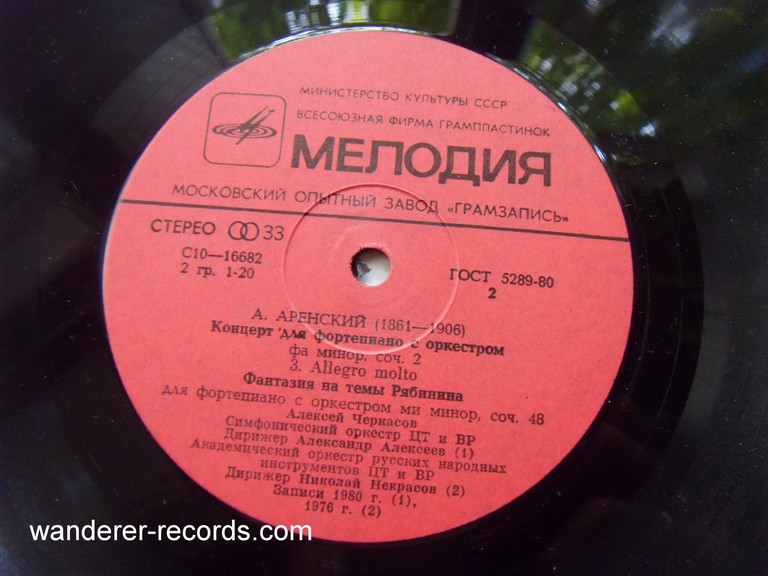 МИНИСТЕРСТВО КУЛЬТУРЫ СССР
ВСЕСОЮЗНАЯ ФИРМА ГРАМПЛАСТИНОК
МЕЛОДИЯ
МОСКОВСКИЙ ОПЫТНЫЙ ЗАВОД «ГРАМЗАПИСЬ»
СТЕРЕО 33
С10—16682
2 гр. 1-20
ГОСТ 5289-80
2
А. АРЕНСКИЙ (1861—1906)
Концерт для фортепиано с оркестром
фа минор, соч. 2
3. Allegro molto
Фантазия на темы Рябинина
для фортепиано с оркестром ми минор, соч. 48
Алексей Черкасов
Симфонический оркестр ЦТ и ВР
Дирижер Александр Алексеев (1)
Академический оркестр русских народных
инструментов ЦТ и ВР
Дирижер Николай Некрасов (2)
Записи 1980 г. (1),
1976 г. (2)
wanderer-records.com